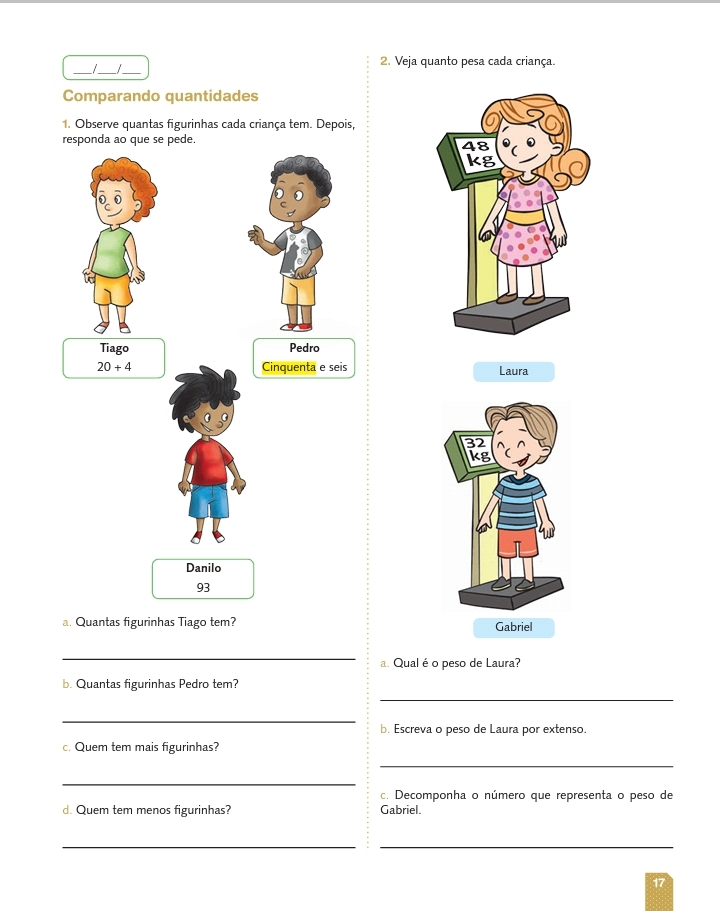 ___/___/___
Comparando quantidades
1. Observe quantas figurinhas cada criança tem. Depois,
responda ao que se pede.
Tiago
20 + 4
Pedro
Cinquenta e seis
Danilo
93
a. Quantas figurinhas Tiago tem?
b. Quantas figurinhas Pedro tem?
c. Quem tem mais figurinhas?
d. Quem tem menos figurinhas?
2. Veja quanto pesa cada criança.
48
kg
Laura
32
kg
Gabriel
a. Qual é o peso de Laura?
b. Escreva o peso de Laura por extenso.
c. Decomponha o número que representa o peso de
Gabriel.
17